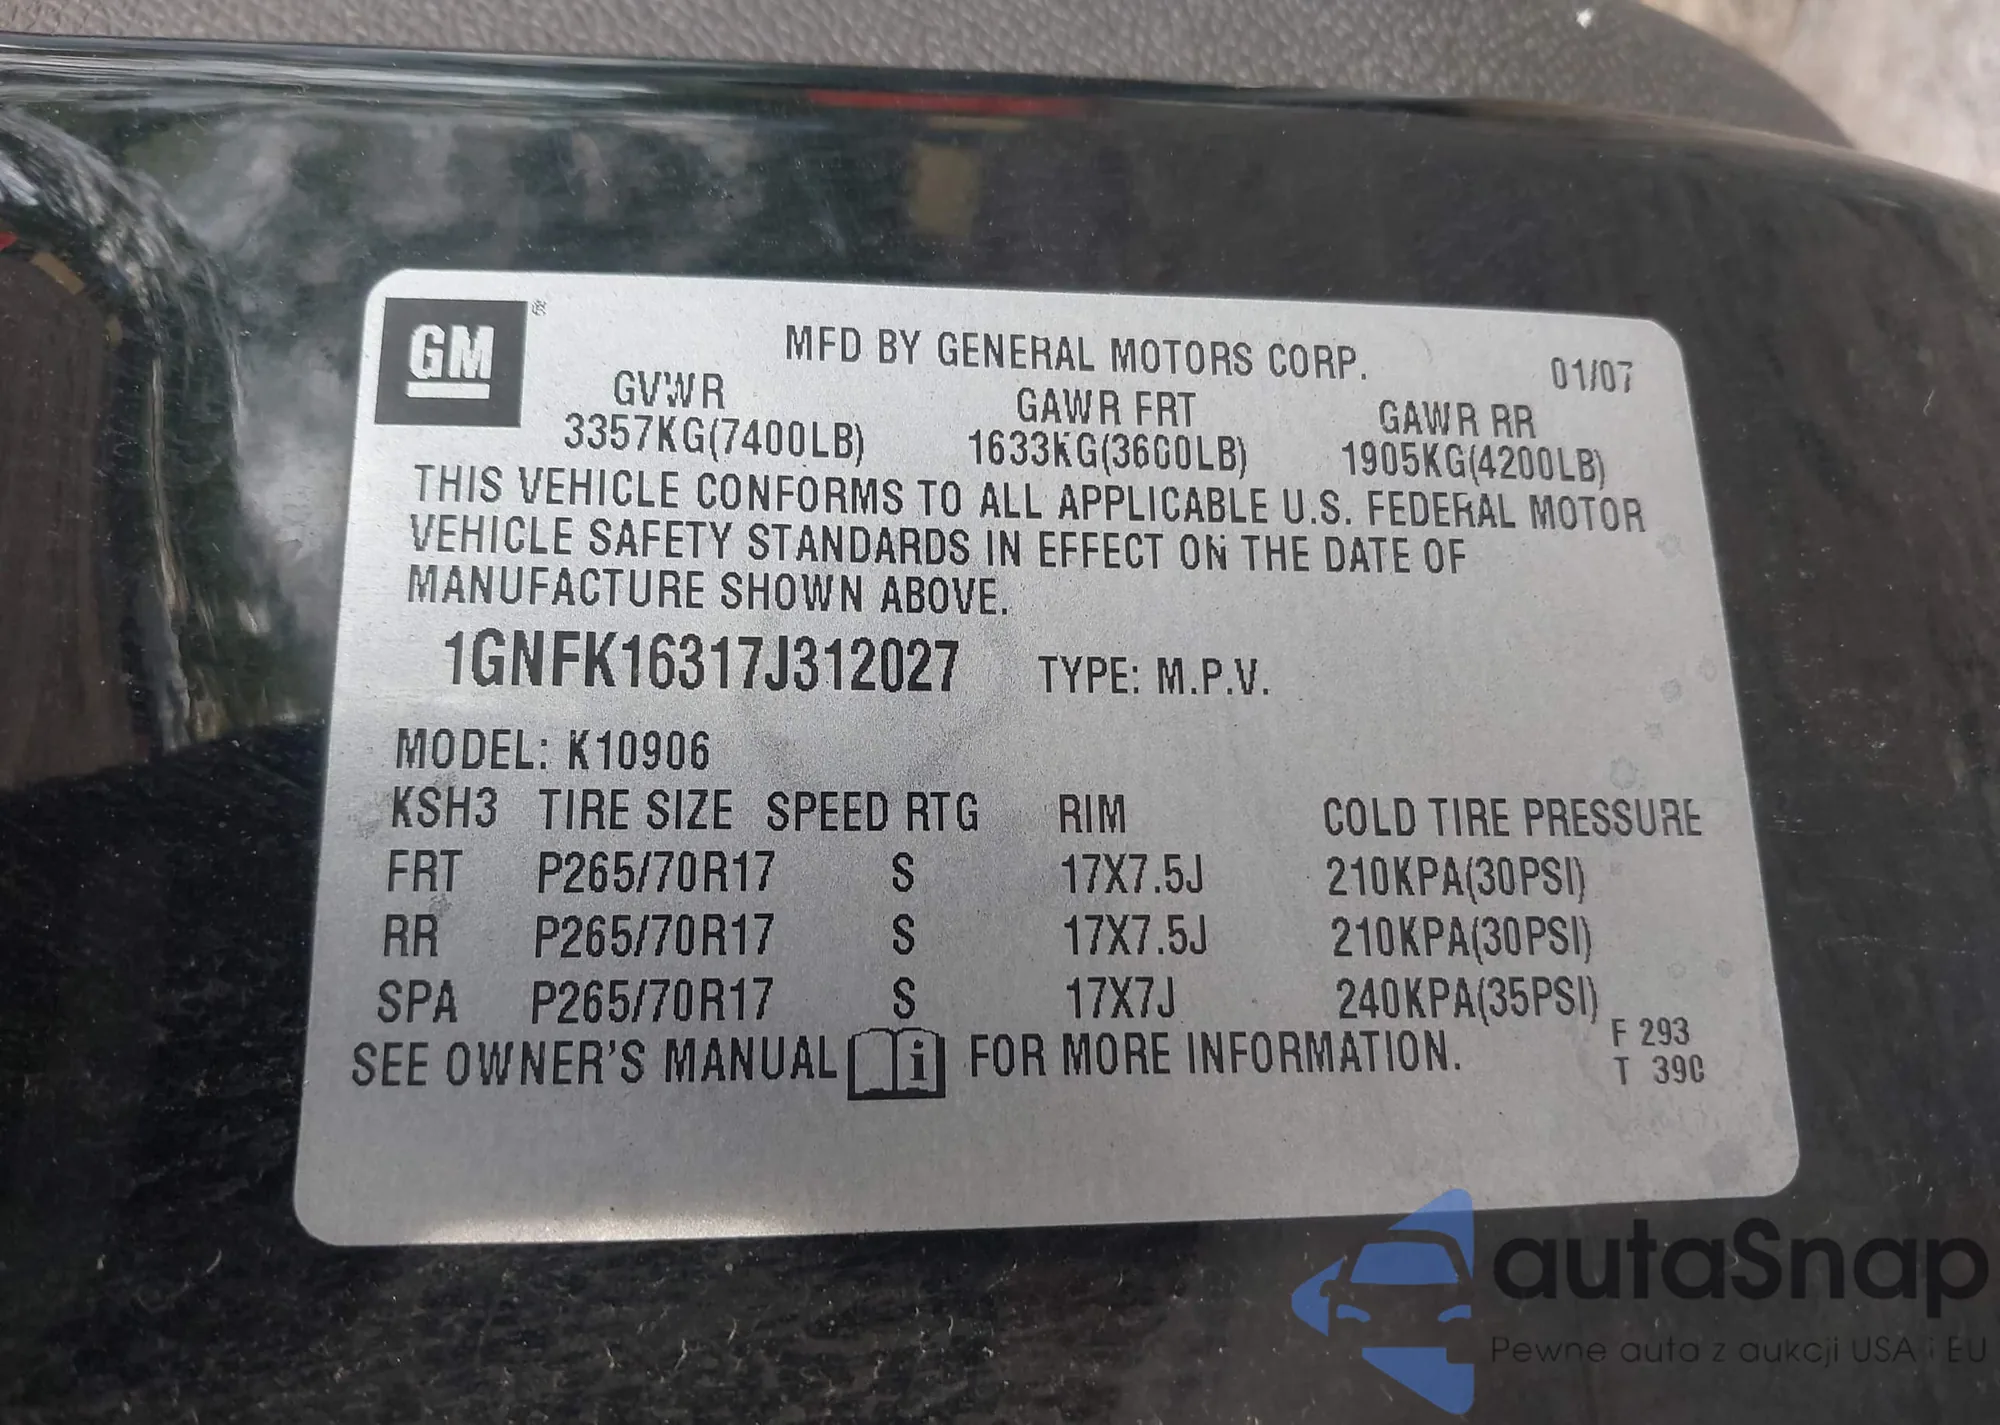 GM ®
MFD BY GENERAL MOTORS CORP. 01/07
GVWR GAWR FRT GAWR RR
3357KG(7400LB) 1633KG(3600LB) 1905KG(4200LB)
THIS VEHICLE CONFORMS TO ALL APPLICABLE U.S. FEDERAL MOTOR
VEHICLE SAFETY STANDARDS IN EFFECT ON THE DATE OF
MANUFACTURE SHOWN ABOVE.
1GNFK16317J312027 TYPE: M.P.V.
MODEL: K10906
KSH3 TIRE SIZE SPEED RTG RIM COLD TIRE PRESSURE
FRT P265/70R17 S 17X7.5J 210KPA(30PSI)
RR P265/70R17 S 17X7.5J 210KPA(30PSI)
SPA P265/70R17 S 17X7J 240KPA(35PSI)
SEE OWNER'S MANUAL i FOR MORE INFORMATION.
F 293
T 390
autaSnap
Pewne auta z aukcji USA i EU